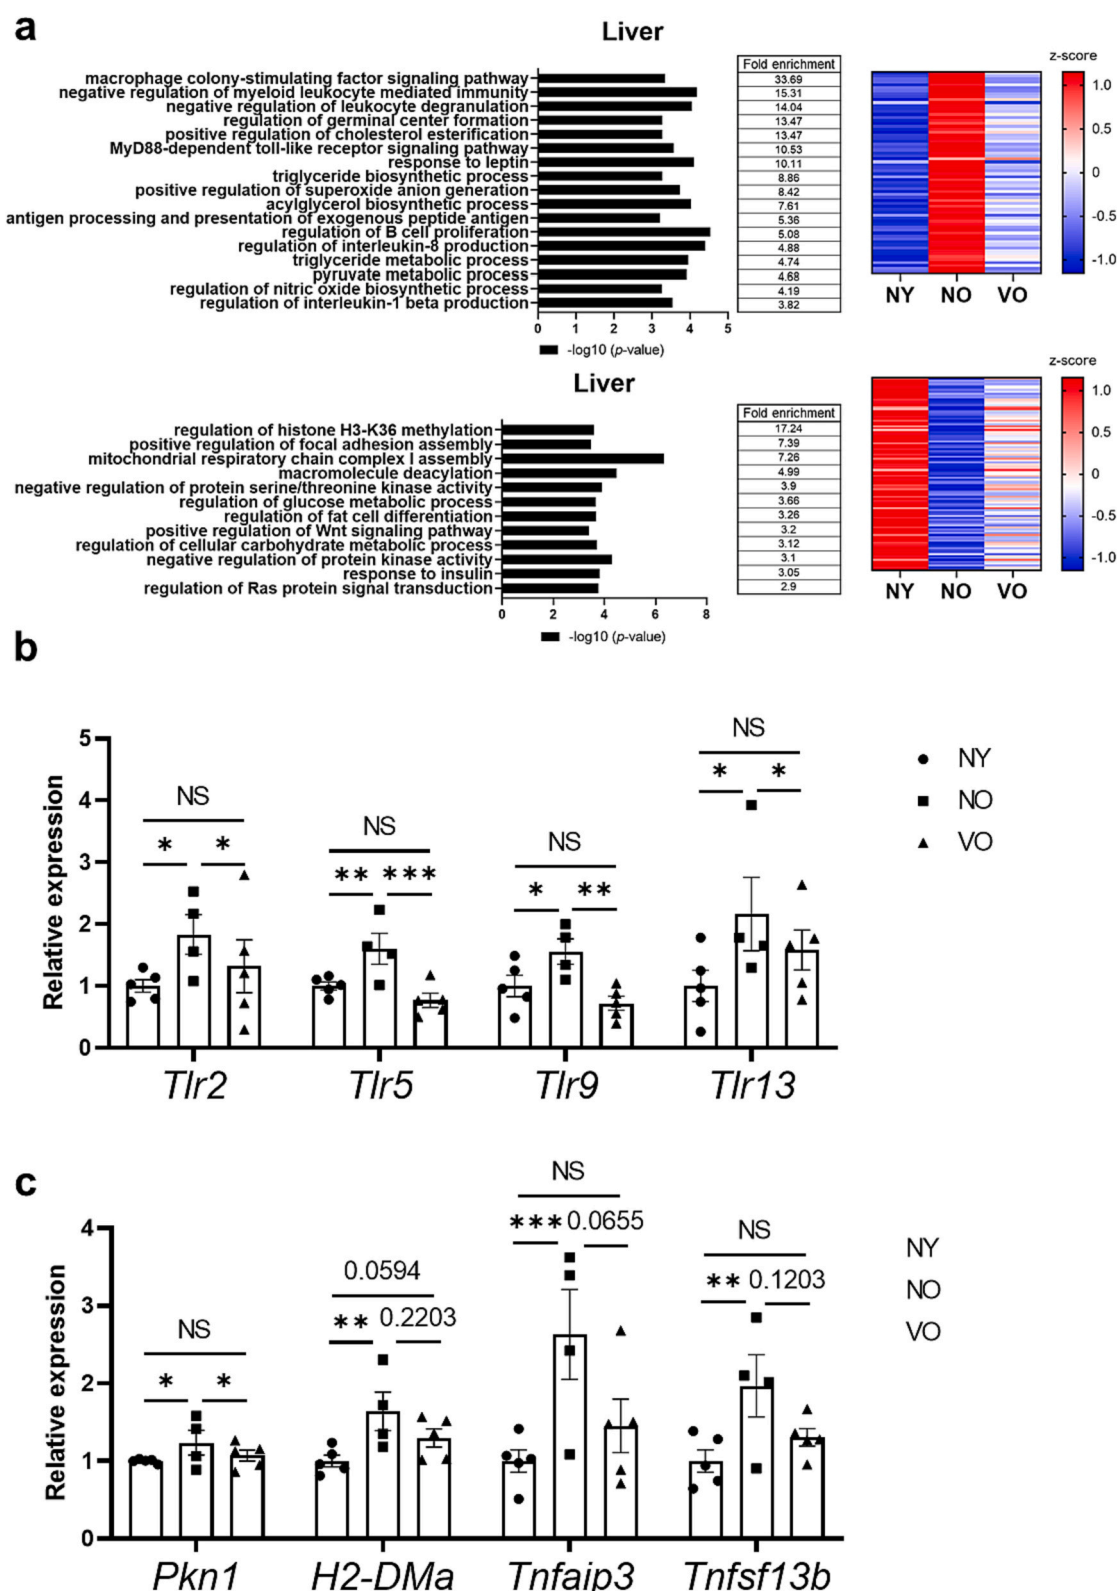 a
Liver
Fold enrichment
z-score
macrophage colony-stimulating factor signaling pathway 33.69
negative regulation of myeloid leukocyte mediated immunity 15.31
negative regulation of leukocyte degranulation 14.04
regulation of germinal center formation 13.47
positive regulation of cholesterol esterification 13.47
MyD88-dependent toll-like receptor signaling pathway 10.53
response to leptin 10.11
triglyceride biosynthetic process 8.86
positive regulation of superoxide anion generation 8.42
acylglycerol biosynthetic process 7.61
antigen processing and presentation of exogenous peptide antigen 5.36
regulation of B cell proliferation 5.08
regulation of interleukin-8 production 4.88
triglyceride metabolic process 4.74
pyruvate metabolic process 4.68
regulation of nitric oxide biosynthetic process 4.19
regulation of interleukin-1 beta production 3.82
0 1 2 3 4 5
-log10 (p-value)
1.0
0.5
0
-0.5
-1.0
NY NO VO
Liver
Fold enrichment
z-score
regulation of histone H3-K36 methylation 17.24
positive regulation of focal adhesion assembly 7.39
mitochondrial respiratory chain complex I assembly 7.26
macromolecule deacylation 4.99
negative regulation of protein serine/threonine kinase activity 3.9
regulation of glucose metabolic process 3.66
regulation of fat cell differentiation 3.26
positive regulation of Wnt signaling pathway 3.2
regulation of cellular carbohydrate metabolic process 3.12
negative regulation of protein kinase activity 3.1
response to insulin 3.05
regulation of Ras protein signal transduction 2.9
0 2 4 6 8
-log10 (p-value)
1.0
0.5
0
-0.5
-1.0
NY NO VO
b
Relative expression
5
4
3
2
1
0
NS
* *
NS
** ***
NS
* **
NS
* *
Tlr2 Tlr5 Tlr9 Tlr13
NY
NO
VO
c
Relative expression
4
3
2
1
0
NS
* *
0.0594
** 0.2203
NS
*** 0.0655
NS
** 0.1203
Pkn1 H2-DMa Tnfaip3 Tnfsf13b
NY
NO
VO